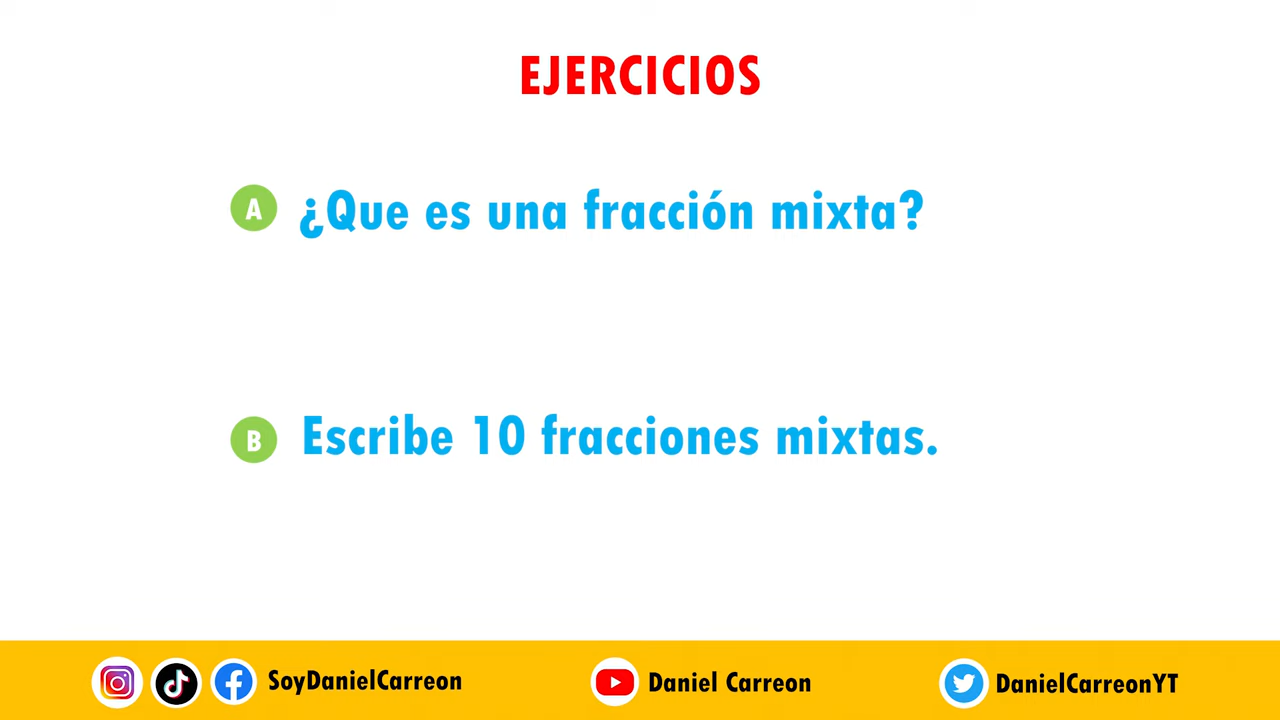 EJERCICIOS
A ¿Que es una fracción mixta?
B Escribe 10 fracciones mixtas.
SoyDanielCarreon Daniel Carreon DanielCarreonYT